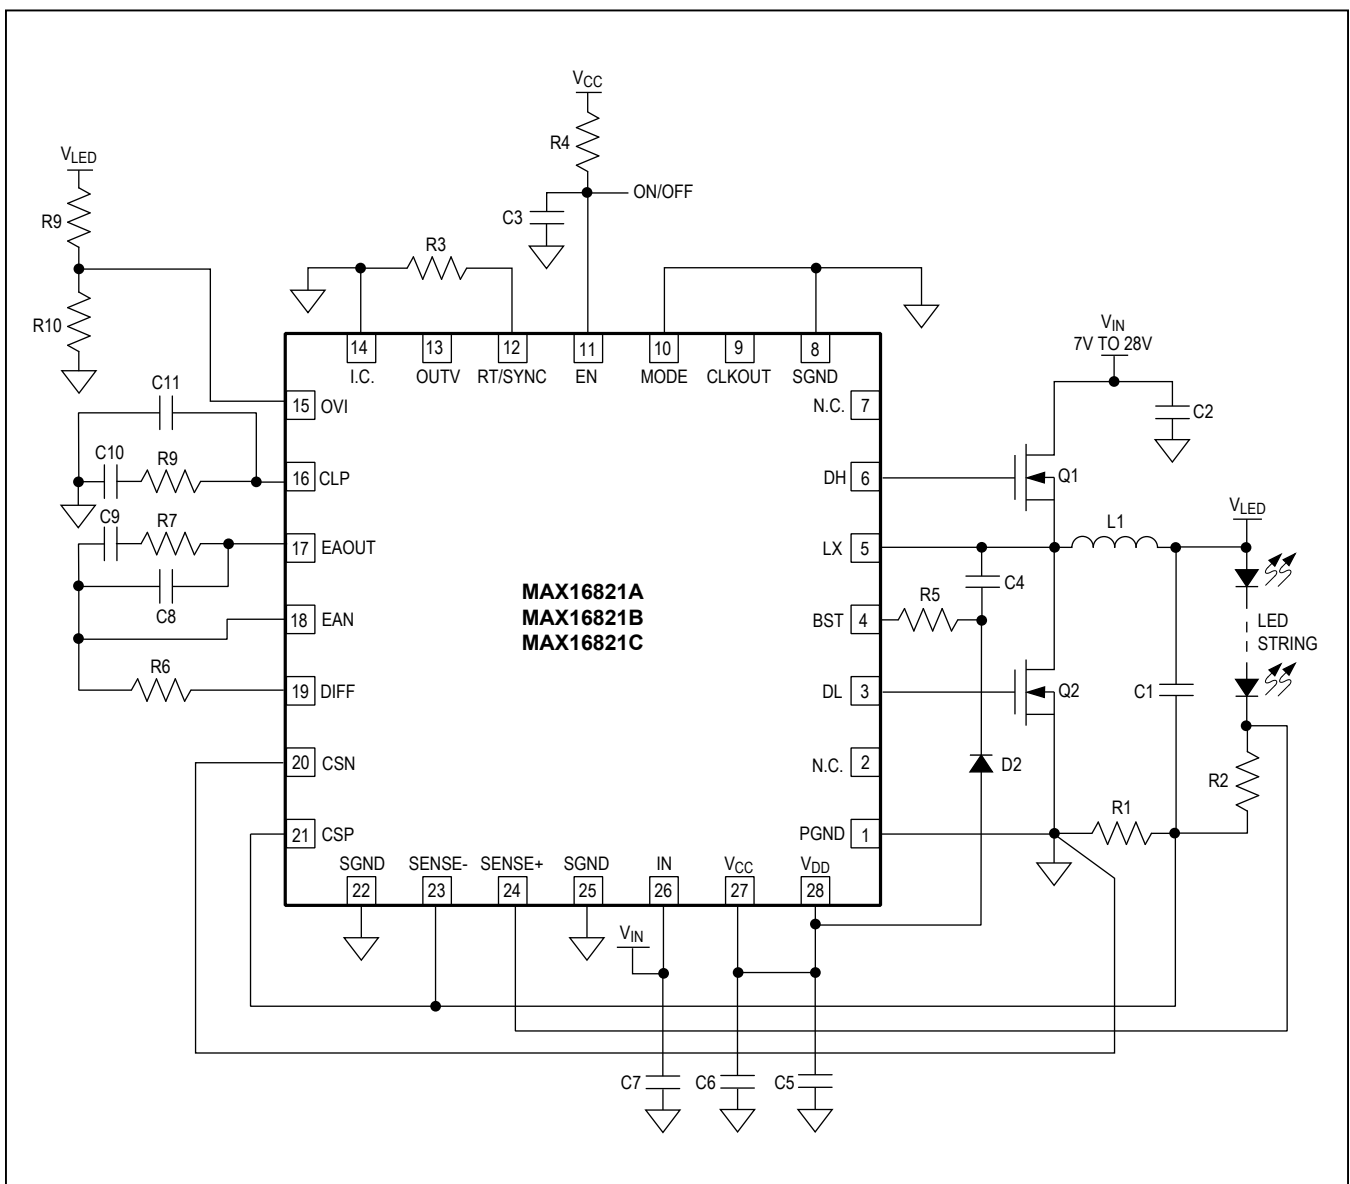 VCC
R4
ON/OFF
C3
VLED
R9
R10
R3
14
13
12
11
10
9
8
I.C.
OUTV
RT/SYNC
EN
MODE
CLKOUT
SGND
VIN
7V TO 28V
C2
C11
15 OVI
N.C. 7
C10
R9
16 CLP
DH 6
Q1
C9
R7
17 EAOUT
LX 5
L1
VLED
C8
18 EAN
MAX16821A
MAX16821B
MAX16821C
BST 4
R5
C4
LED
STRING
R6
19 DIFF
DL 3
Q2
C1
20 CSN
N.C. 2
D2
R2
21 CSP
PGND 1
R1
SGND
SENSE-
SENSE+
SGND
IN
VCC
VDD
22
23
24
25
26
27
28
VIN
C7
C6
C5